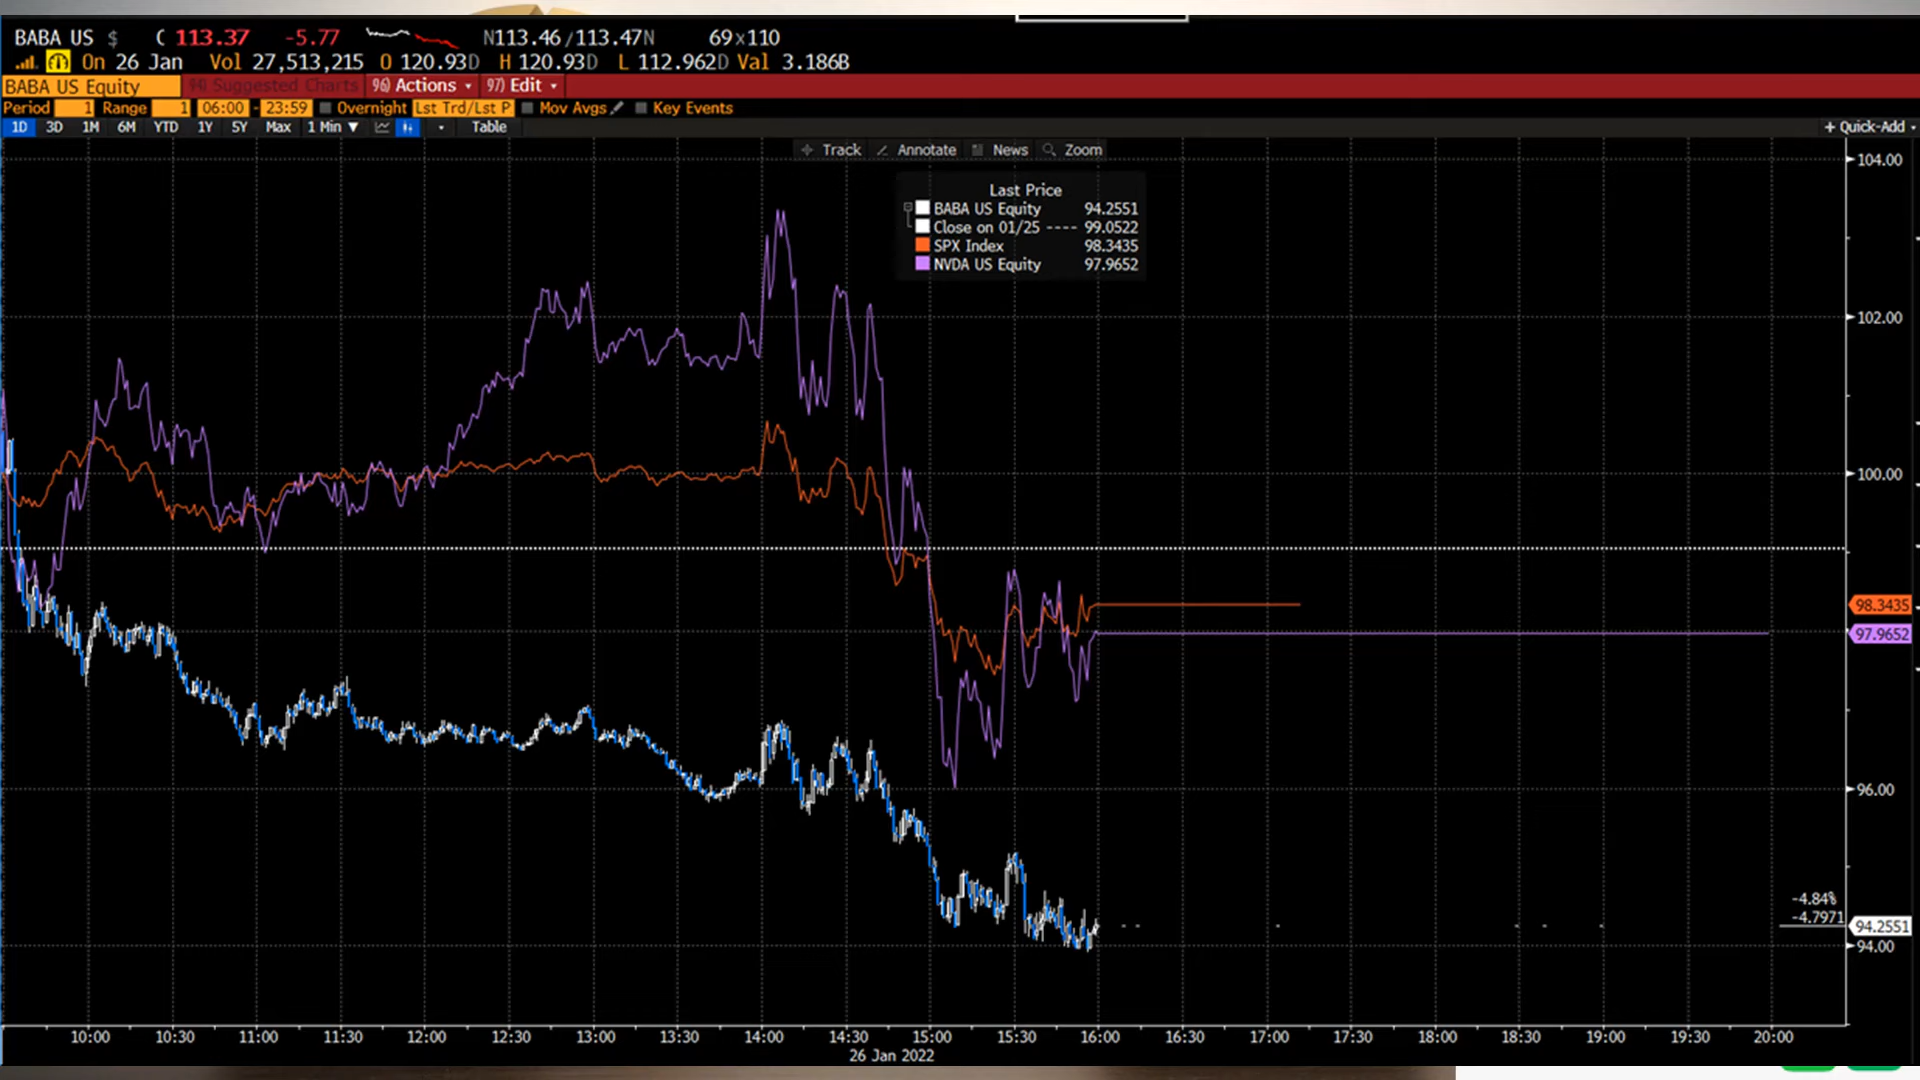 BABA US $ C 113.37 -5.77 N113.46/113.47N 69x110
On 26 Jan Vol 27,513,215 O 120.93D H 120.93D L 112.962D Val 3.186B
BABA US Equity 94) Suggested Charts 96) Actions 97) Edit
Period 1 Range 1 06:00 - 23:59 Overnight Lst Trd/Lst P Mov Avgs Key Events
1D 3D 1M 6M YTD 1Y 5Y Max 1 Min ▼ Table + Quick-Add
Track Annotate News Zoom
104.00
Last Price
BABA US Equity 94.2551
Close on 01/25 ---- 99.0522
SPX Index 98.3435
NVDA US Equity 97.9652
102.00
100.00
98.3435
97.9652
96.00
-4.84%
-4.7971
94.2551
94.00
10:00 10:30 11:00 11:30 12:00 12:30 13:00 13:30 14:00 14:30 15:00 15:30 16:00 16:30 17:00 17:30 18:00 18:30 19:00 19:30 20:00
26 Jan 2022